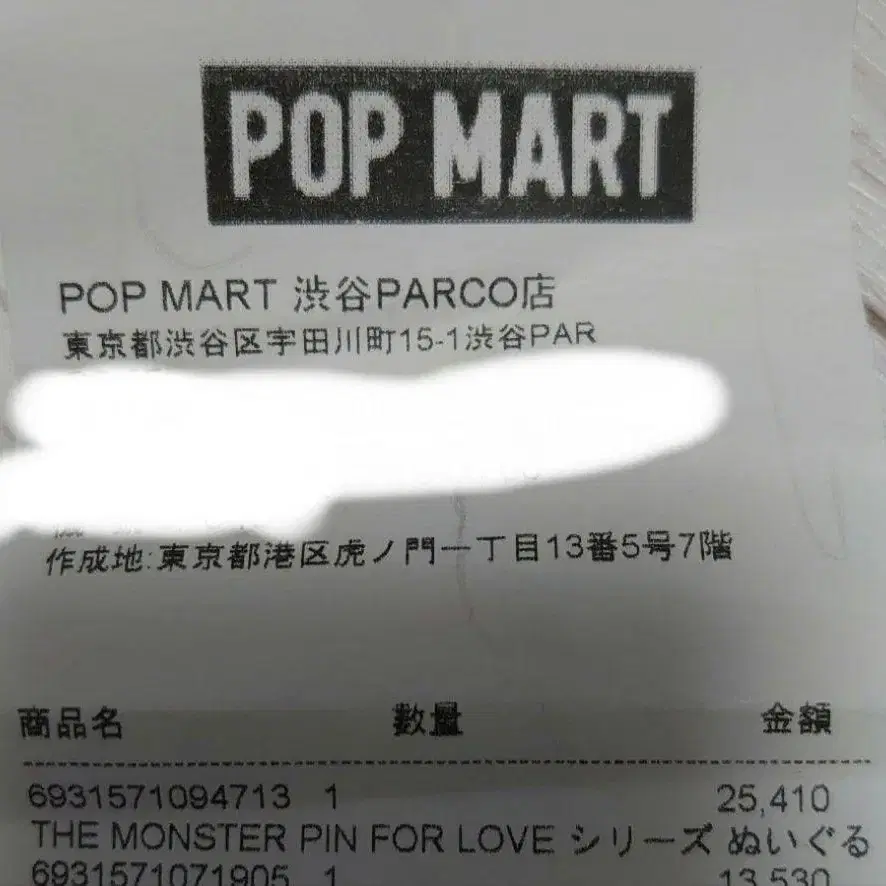 POP MART
POP MART 渋谷PARCO店
東京都渋谷区宇田川町15-1渋谷PAR
作成地:東京都港区虎ノ門一丁目13番5号7階
商品名 数量 金額
6931571094713 1 25,410
THE MONSTER PIN FOR LOVE シリーズ ぬいぐる
6931571071905 1 13,530